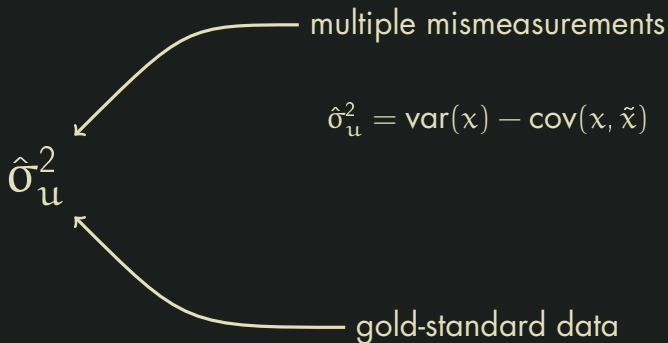 multiple mismeasurements
σ̂²ᵤ = var(x) − cov(x, x̃)
σ̂²ᵤ
gold-standard data